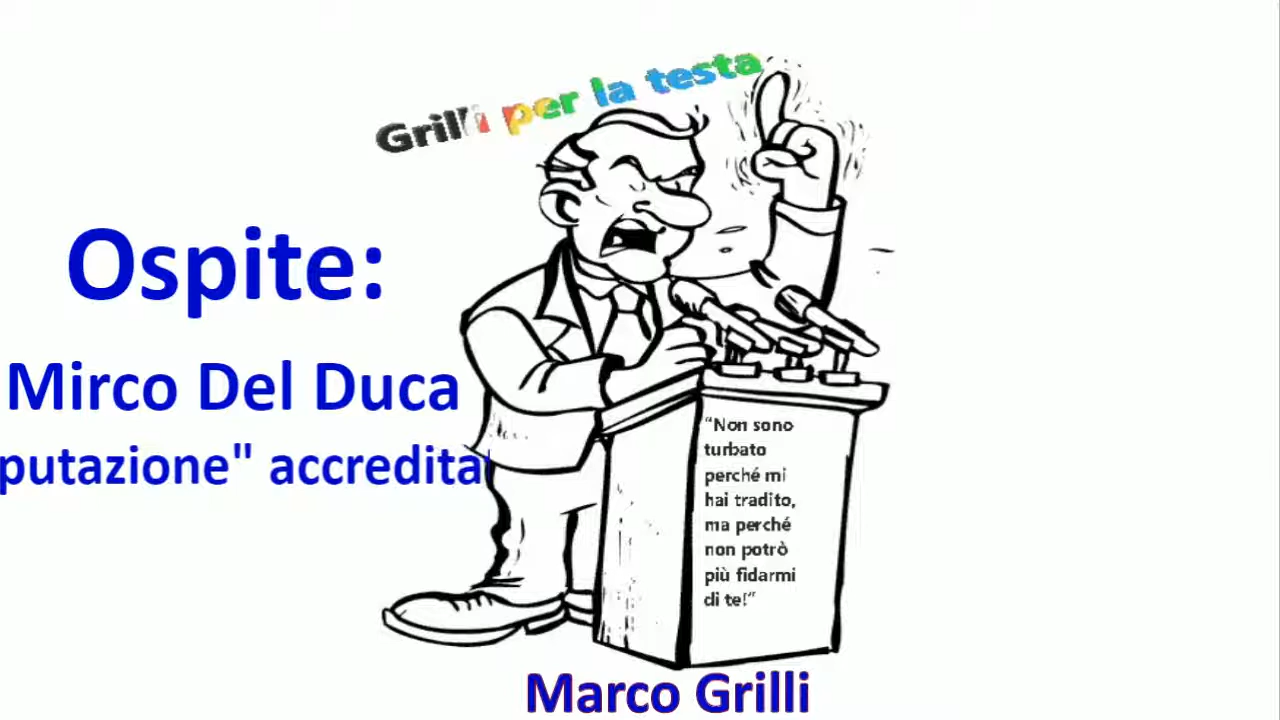 Grilli per la testa
Ospite:
Mirco Del Duca
putazione" accredita
"Non sono
turbato
perché mi
hai tradito,
ma perché
non potrò
più fidarmi
di te!"
Marco Grilli